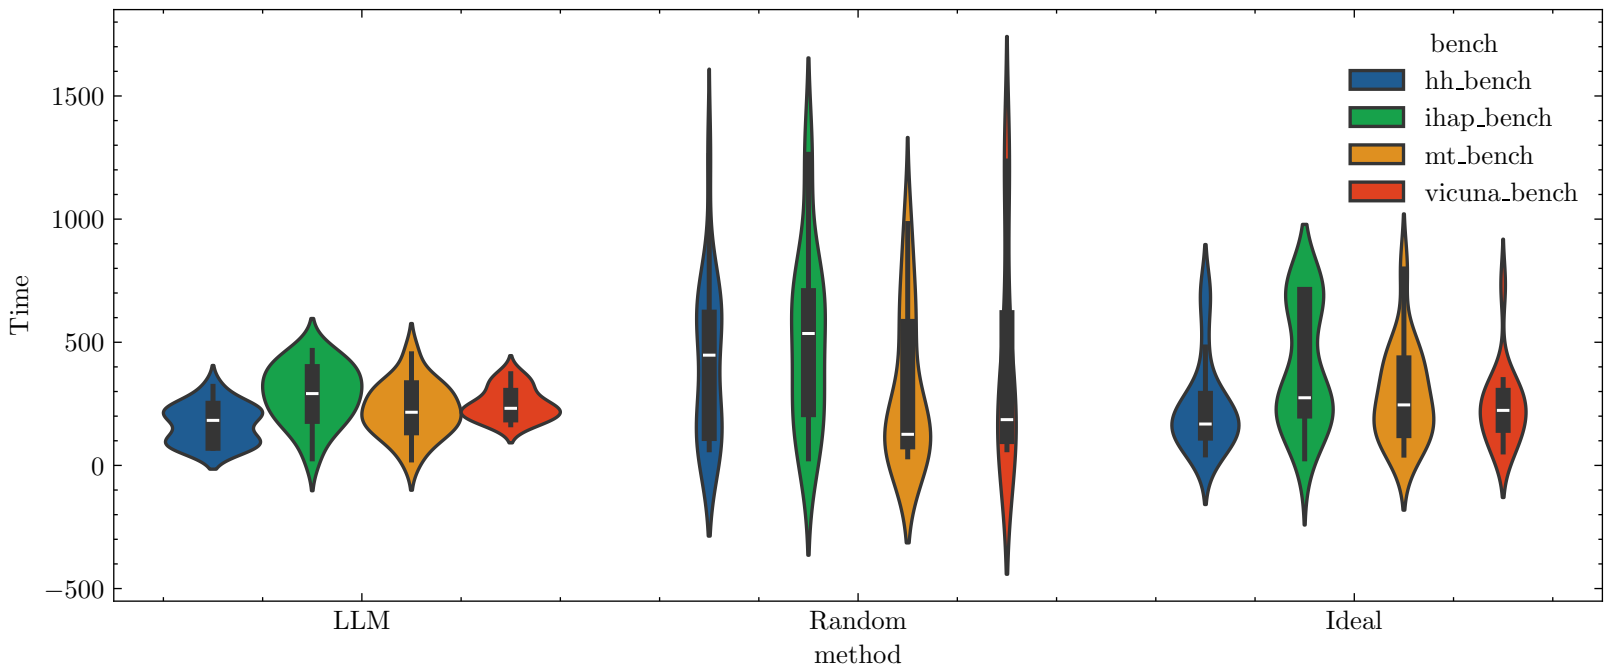 bench
hh_bench
ihap_bench
mt_bench
vicuna_bench
Time
1500
1000
500
0
−500
LLM
Random
Ideal
method